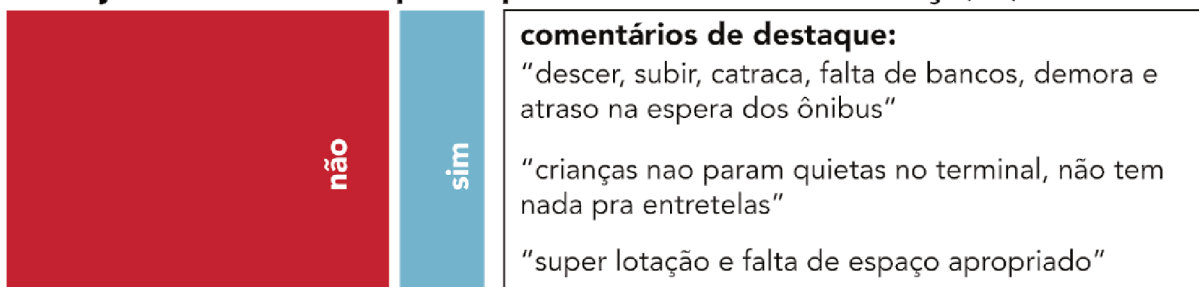 não
sim
comentários de destaque:
"descer, subir, catraca, falta de bancos, demora e
atraso na espera dos ônibus"
"crianças nao param quietas no terminal, não tem
nada pra entretelas"
"super lotação e falta de espaço apropriado"